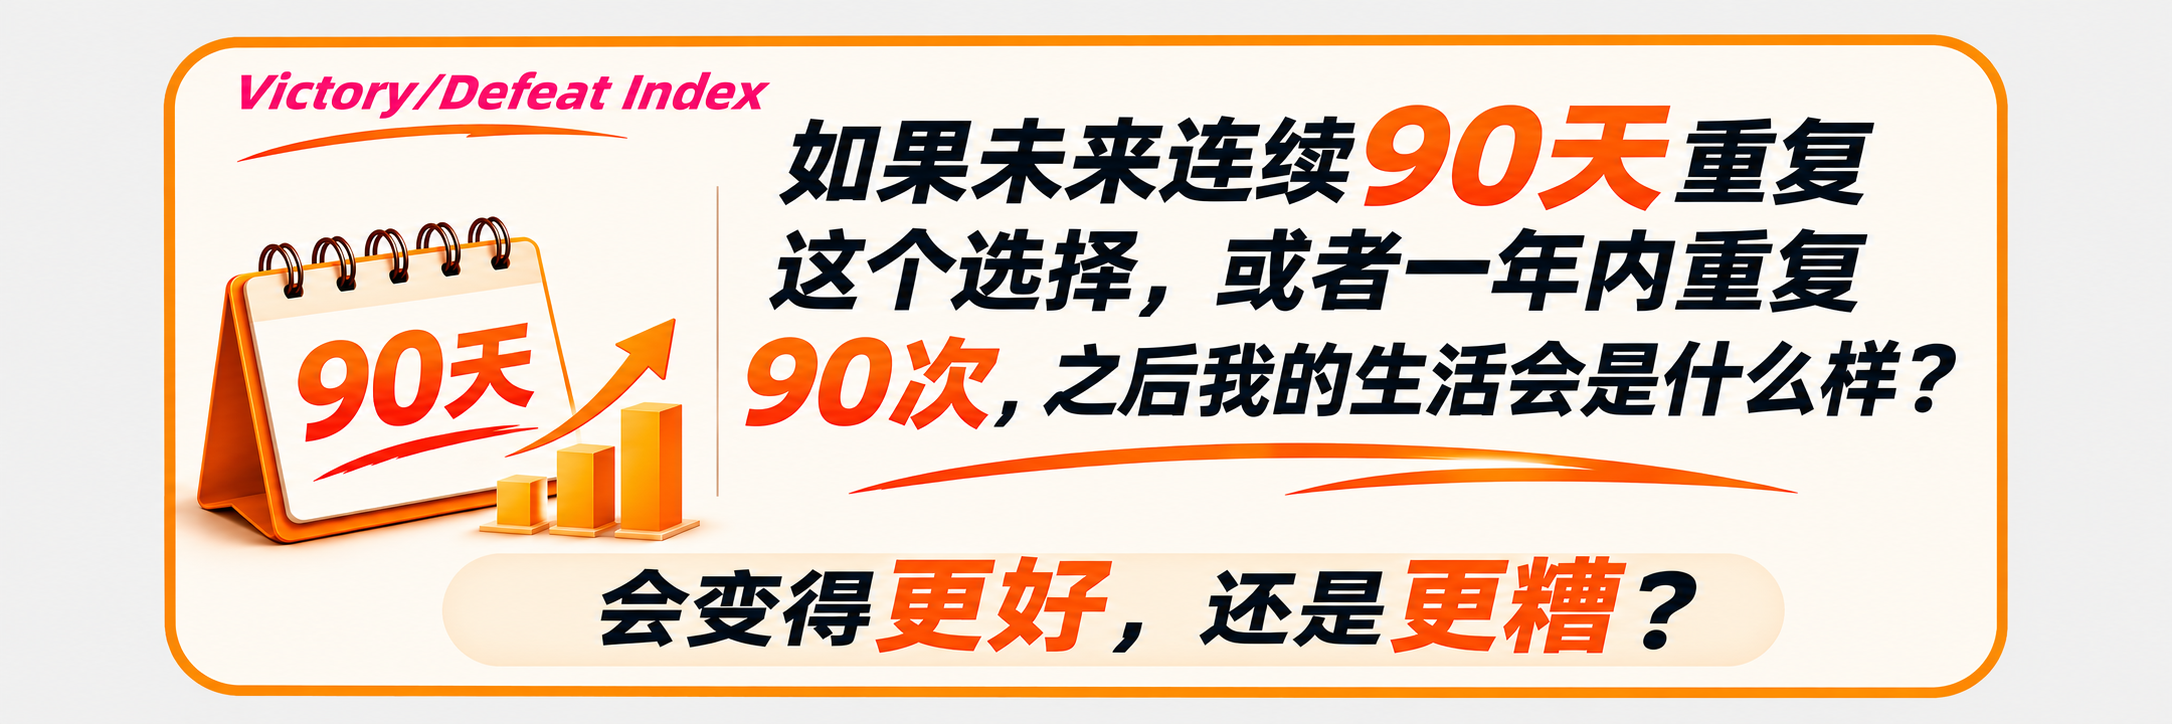 Victory/Defeat Index
90天
如果未来连续90天重复
这个选择，或者一年内重复
90次，之后我的生活会是什么样？
会变得更好，还是更糟？